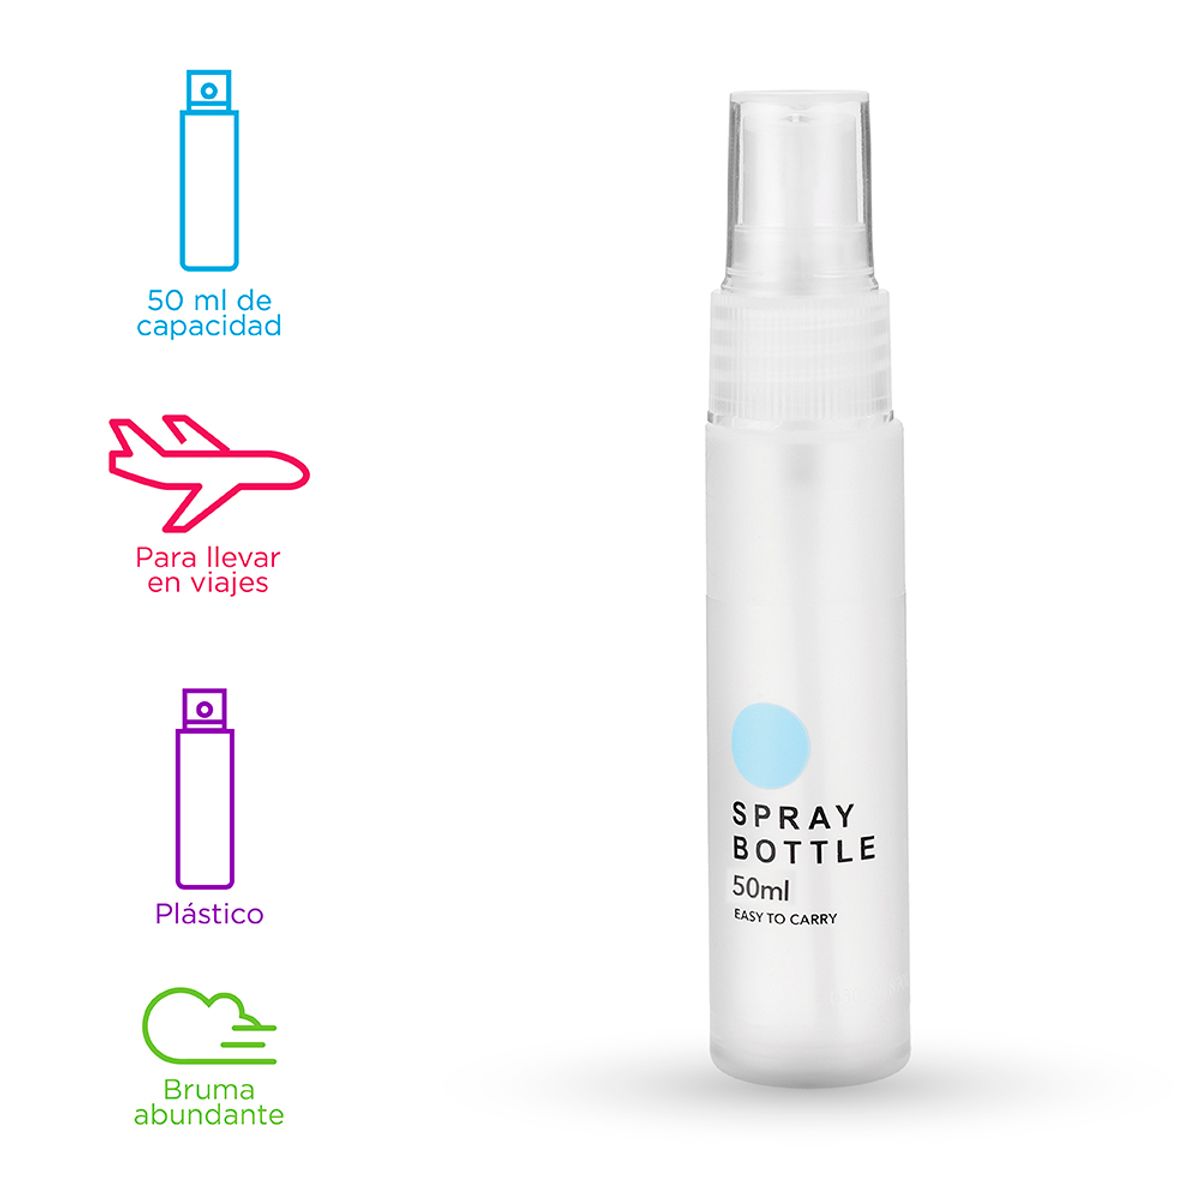 50 ml de
capacidad
Para llevar
en viajes
Plástico
Bruma
abundante
SPRAY
BOTTLE
50ml
EASY TO CARRY